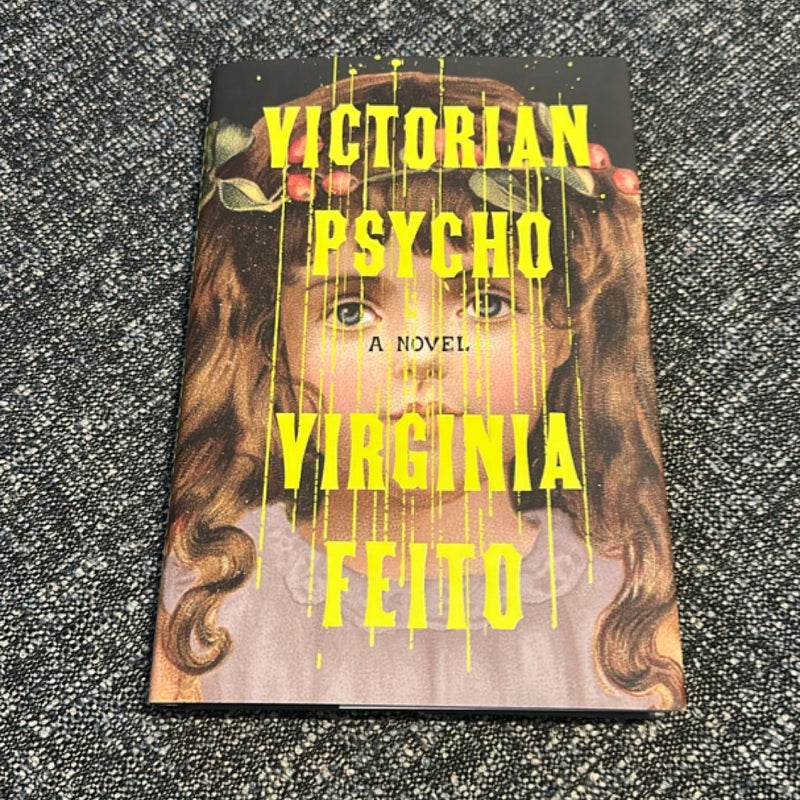 VICTORIAN
PSYCHO
A NOVEL
VIRGINIA
FEITO